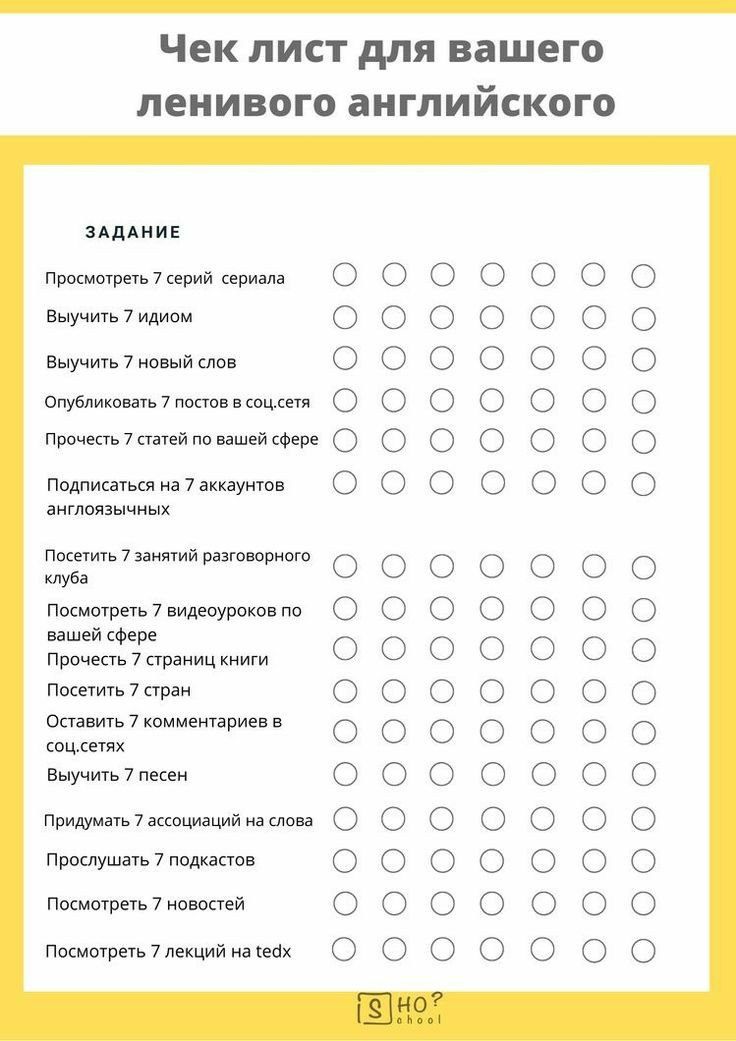 Чек лист для вашего
ленивого английского
ЗАДАНИЕ
Просмотреть 7 серий сериала
Выучить 7 идиом
Выучить 7 новый слов
Опубликовать 7 постов в соц.сетя
Прочесть 7 статей по вашей сфере
Подписаться на 7 аккаунтов
англоязычных
Посетить 7 занятий разговорного
клуба
Посмотреть 7 видеоуроков по
вашей сфере
Прочесть 7 страниц книги
Посетить 7 стран
Оставить 7 комментариев в
соц.сетях
Выучить 7 песен
Придумать 7 ассоциаций на слова
Прослушать 7 подкастов
Посмотреть 7 новостей
Посмотреть 7 лекций на tedx
SHO?
chool